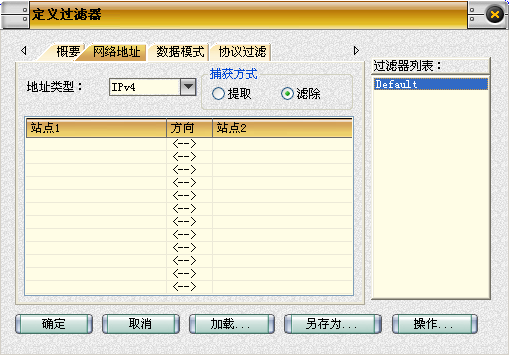 定义过滤器
概要 网络地址 数据模式 协议过滤
过滤器列表：
捕获方式
地址类型： IPv4 提取 滤除
Default
站点1 方向 站点2
<-->
<-->
<-->
<-->
<-->
<-->
<-->
<-->
<-->
<-->
<-->
<-->
确定 取消 加载... 另存为... 操作...